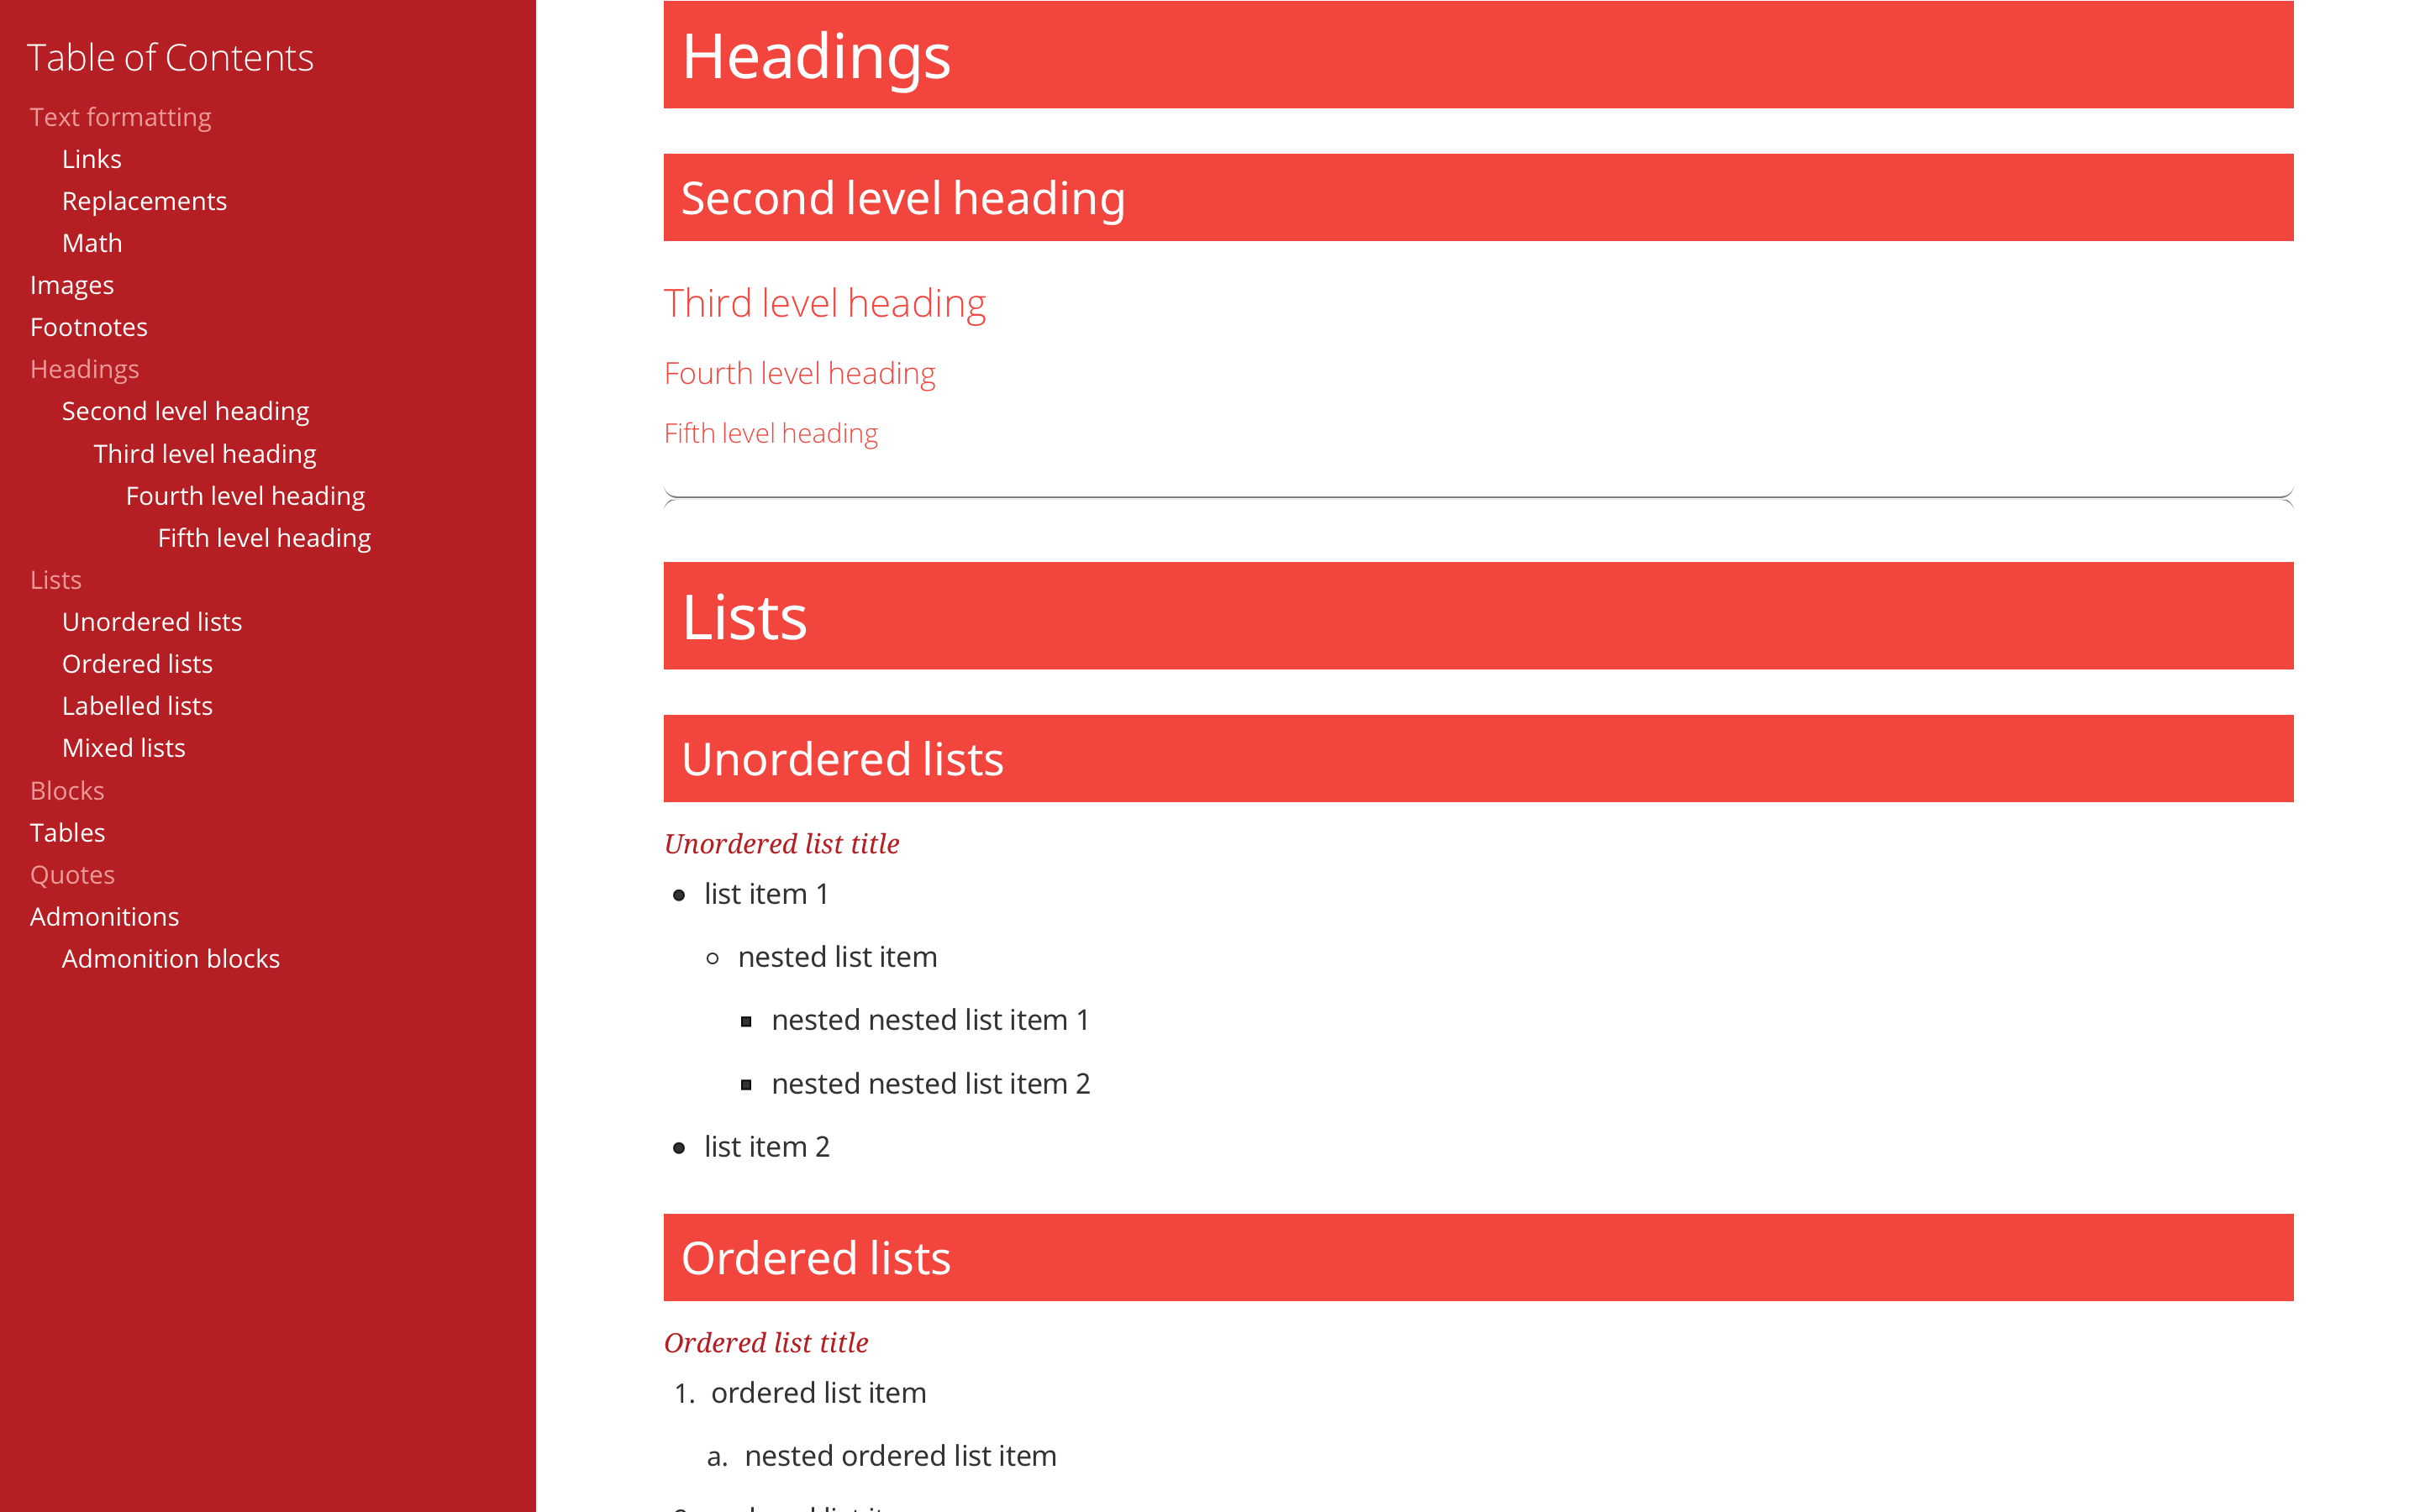 Table of Contents
Text formatting
Links
Replacements
Math
Images
Footnotes
Headings
Second level heading
Third level heading
Fourth level heading
Fifth level heading
Lists
Unordered lists
Ordered lists
Labelled lists
Mixed lists
Blocks
Tables
Quotes
Admonitions
Admonition blocks
Headings
Second level heading
Third level heading
Fourth level heading
Fifth level heading
Lists
Unordered lists
Unordered list title
list item 1
nested list item
nested nested list item 1
nested nested list item 2
list item 2
Ordered lists
Ordered list title
1. ordered list item
a. nested ordered list item